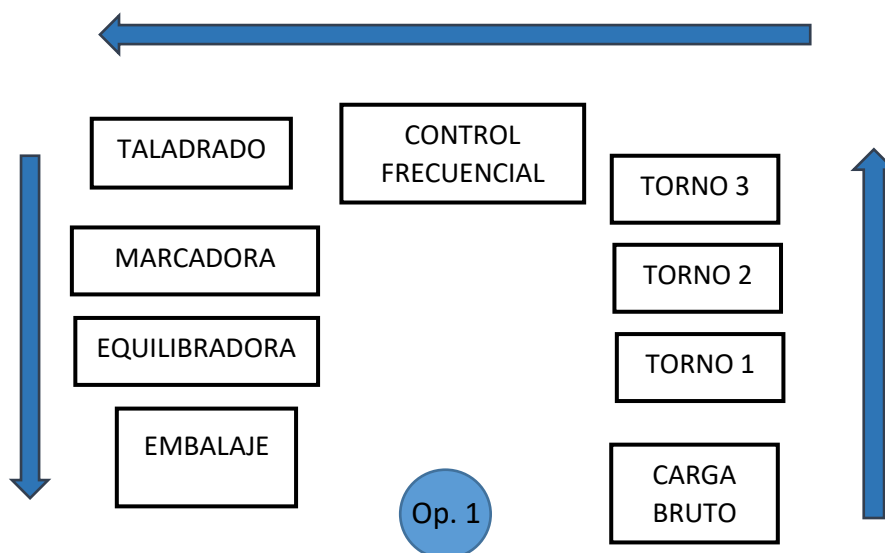 TALADRADO
CONTROL
FRECUENCIAL
TORNO 3
MARCADORA
TORNO 2
EQUILIBRADORA
TORNO 1
EMBALAJE
CARGA
BRUTO
Op. 1